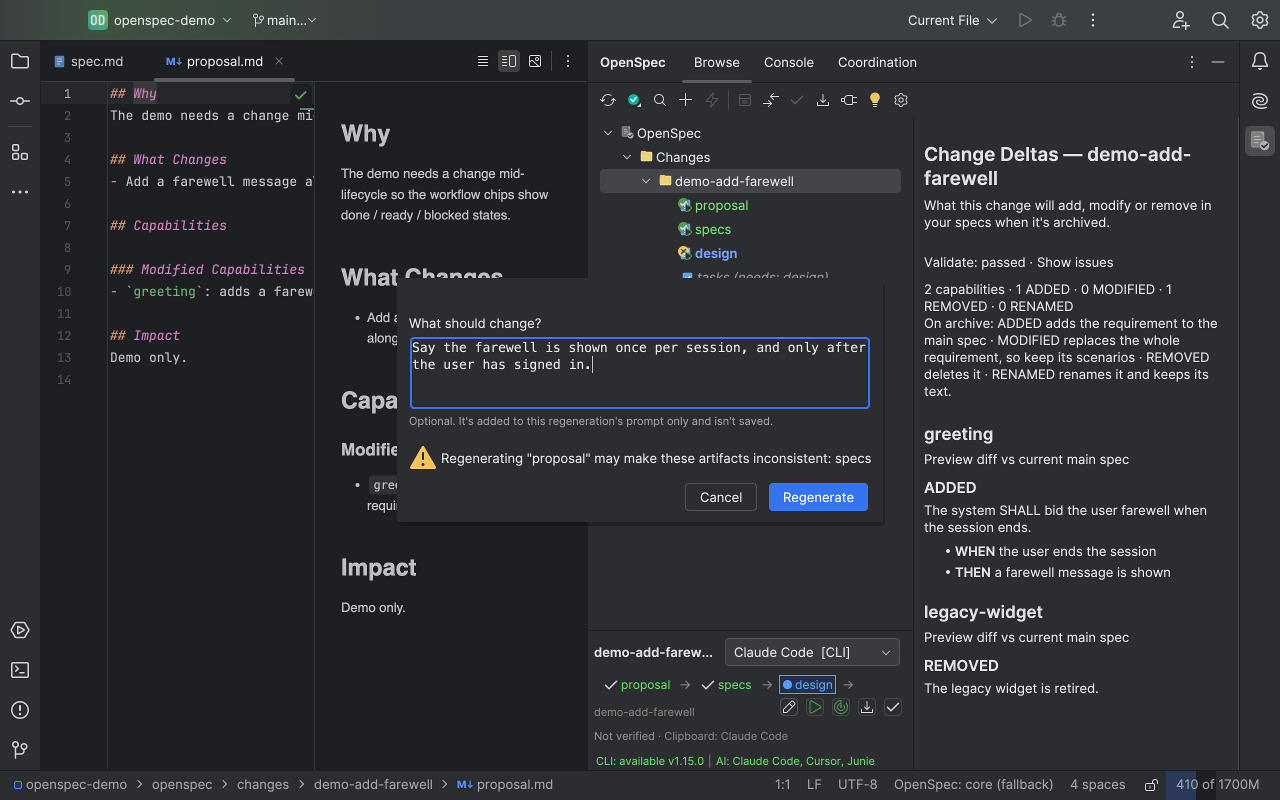 OD openspec-demo
main...
Current File
spec.md
proposal.md
OpenSpec
Browse
Console
Coordination
1 ## Why
2 The demo needs a change mi
3
4 ## What Changes
5 - Add a farewell message al
6
7 ## Capabilities
8
9 ### Modified Capabilities
10 - `greeting`: adds a farew
11
12 ## Impact
13 Demo only.
14
Why
The demo needs a change mid-
lifecycle so the workflow chips show
done / ready / blocked states.
What Changes
Add a
along
Capa
Modifie
gree
requi
Impact
Demo only.
OpenSpec
Changes
demo-add-farewell
proposal
specs
design
tasks (needs: design)
What should change?
Say the farewell is shown once per session, and only after
the user has signed in.
Optional. It's added to this regeneration's prompt only and isn't saved.
Regenerating "proposal" may make these artifacts inconsistent: specs
Cancel
Regenerate
demo-add-farew...
Claude Code [CLI]
proposal → specs → design →
demo-add-farewell
Not verified · Clipboard: Claude Code
CLI: available v1.15.0 | AI: Claude Code, Cursor, Junie
Change Deltas — demo-add-
farewell
What this change will add, modify or remove in
your specs when it's archived.
Validate: passed · Show issues
2 capabilities · 1 ADDED · 0 MODIFIED · 1
REMOVED · 0 RENAMED
On archive: ADDED adds the requirement to the
main spec · MODIFIED replaces the whole
requirement, so keep its scenarios · REMOVED
deletes it · RENAMED renames it and keeps its
text.
greeting
Preview diff vs current main spec
ADDED
The system SHALL bid the user farewell when
the session ends.
• WHEN the user ends the session
• THEN a farewell message is shown
legacy-widget
Preview diff vs current main spec
REMOVED
The legacy widget is retired.
openspec-demo > openspec > changes > demo-add-farewell > proposal.md
1:1
LF
UTF-8
OpenSpec: core (fallback)
4 spaces
410 of 1700M